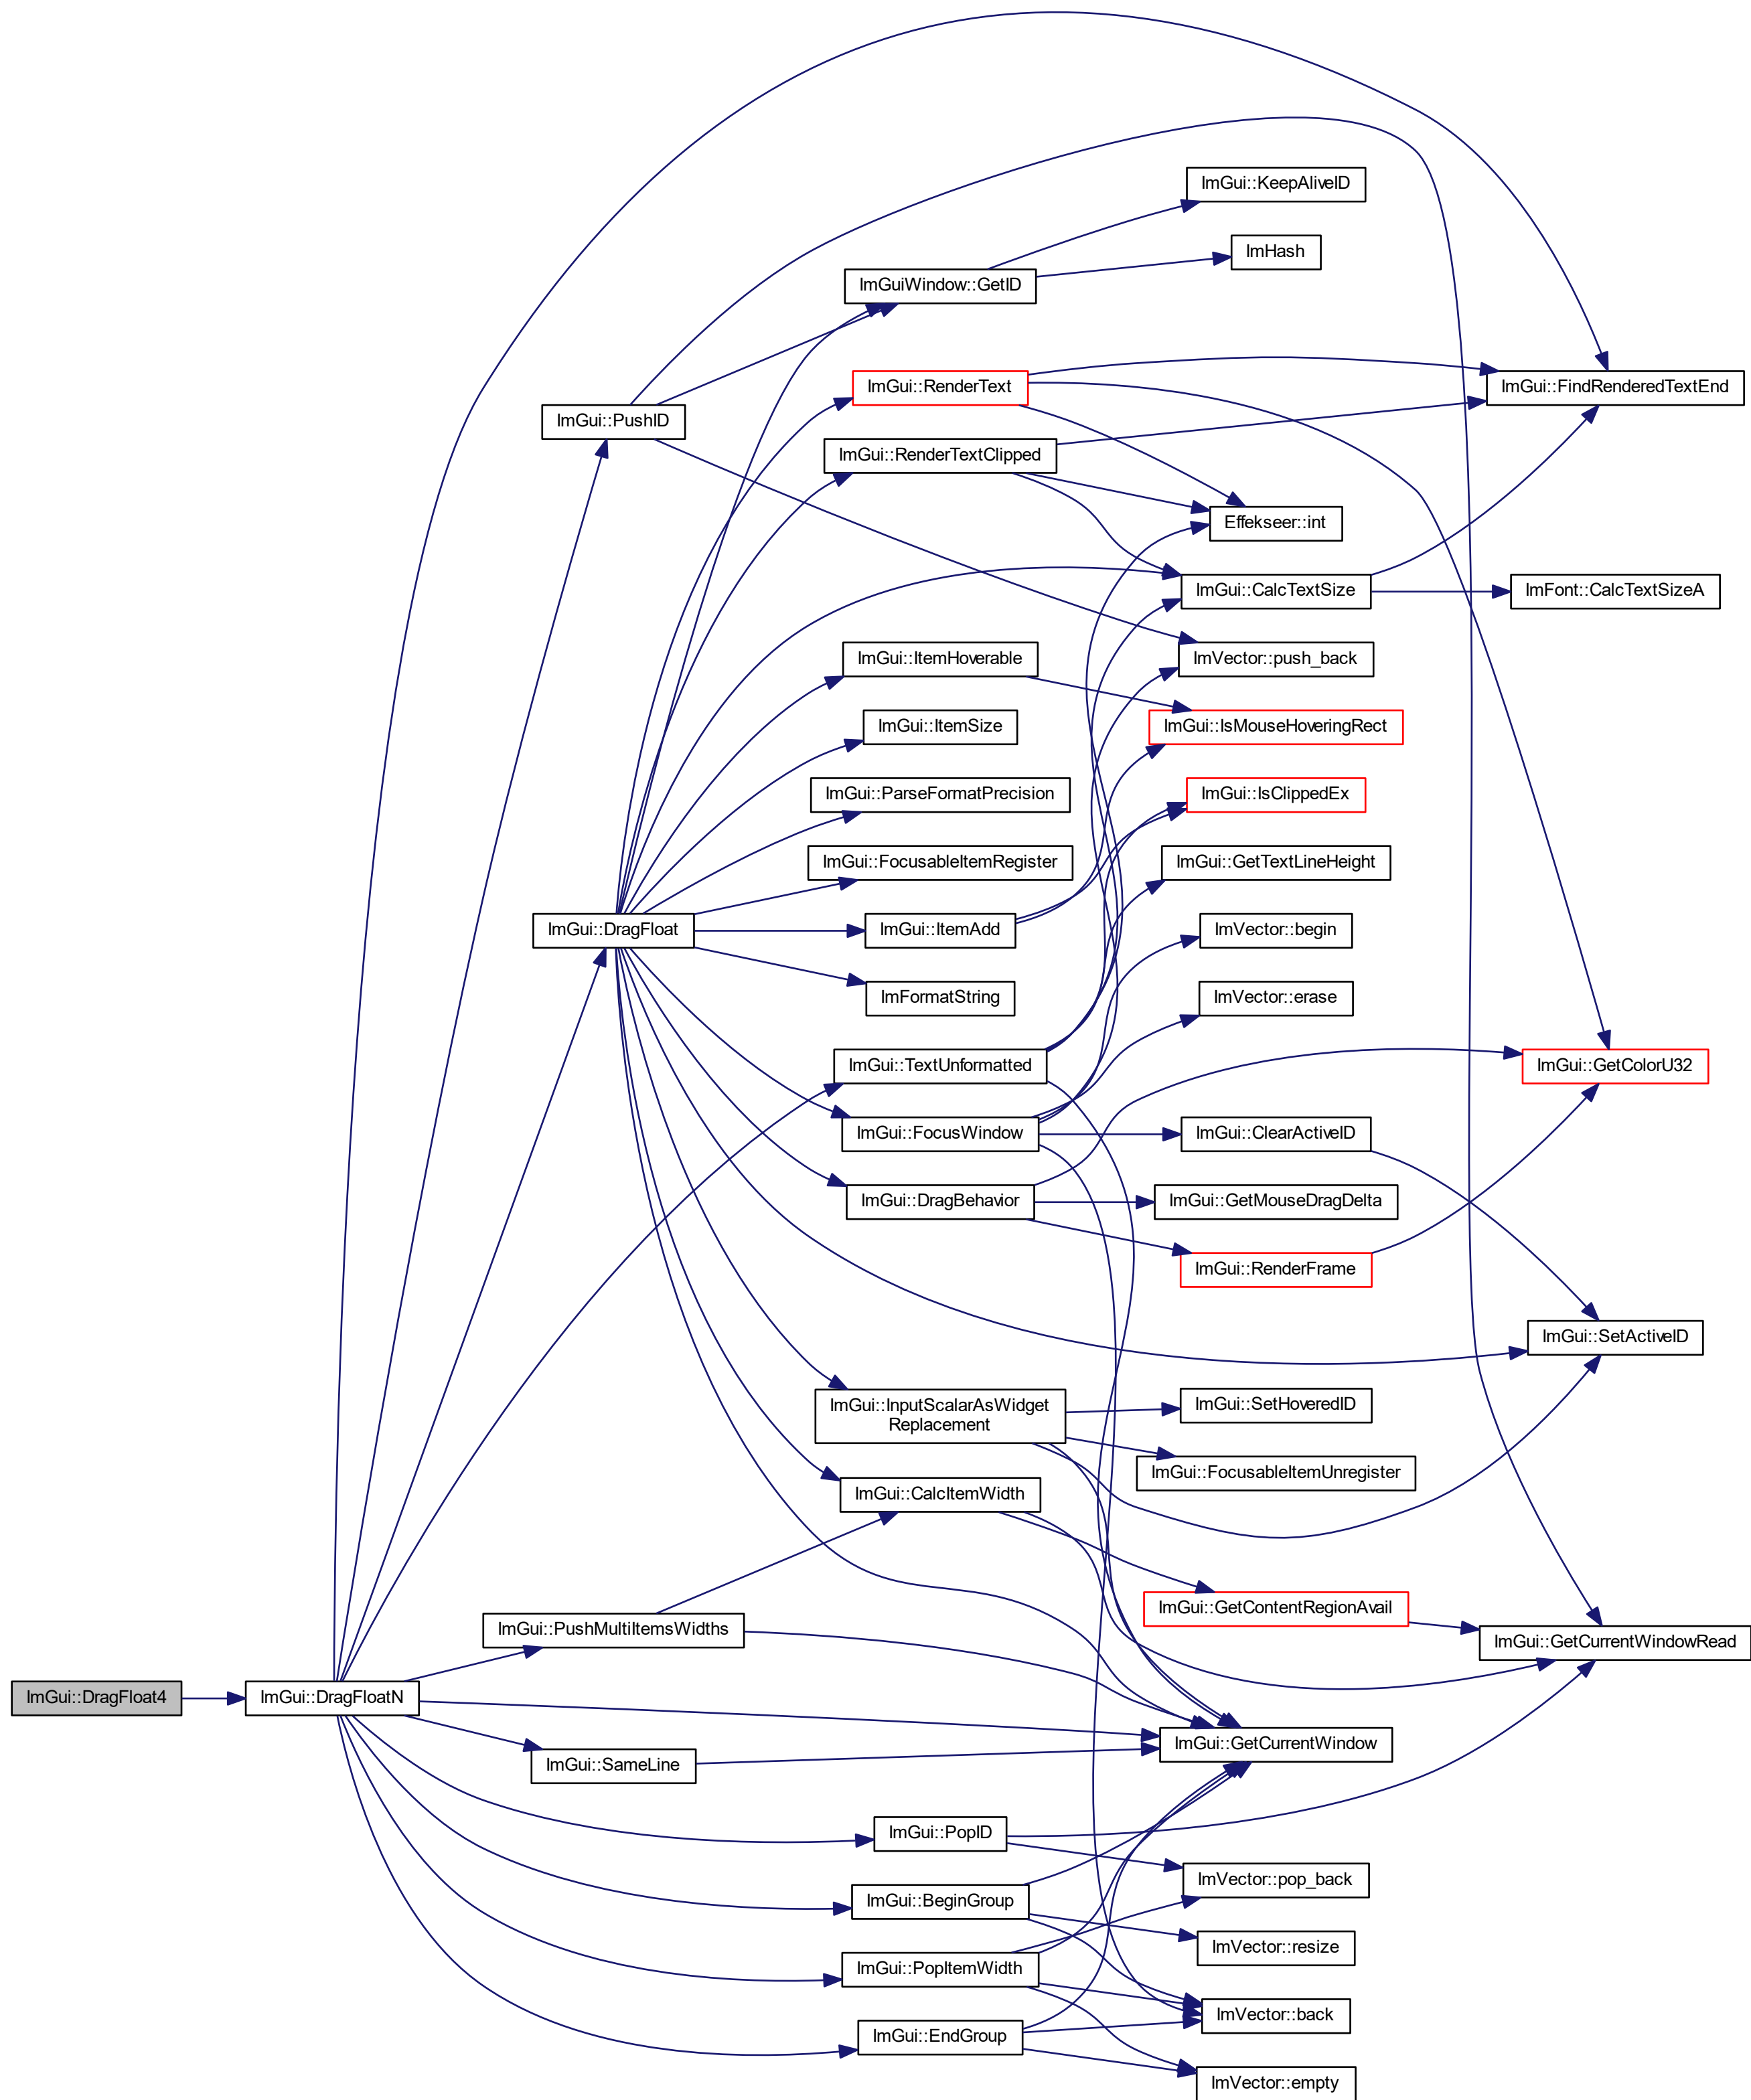 ImGui::KeepAliveID
ImHash
ImGuiWindow::GetID
ImGui::RenderText
ImGui::FindRenderedTextEnd
ImGui::PushID
ImGui::RenderTextClipped
Effekseer::int
ImGui::CalcTextSize
ImFont::CalcTextSizeA
ImGui::ItemHoverable
ImVector::push_back
ImGui::ItemSize
ImGui::IsMouseHoveringRect
ImGui::ParseFormatPrecision
ImGui::IsClippedEx
ImGui::FocusableItemRegister
ImGui::GetTextLineHeight
ImGui::DragFloat
ImGui::ItemAdd
ImVector::begin
ImFormatString
ImVector::erase
ImGui::TextUnformatted
ImGui::GetColorU32
ImGui::FocusWindow
ImGui::ClearActiveID
ImGui::DragBehavior
ImGui::GetMouseDragDelta
ImGui::RenderFrame
ImGui::SetActiveID
ImGui::InputScalarAsWidget
Replacement
ImGui::SetHoveredID
ImGui::FocusableItemUnregister
ImGui::CalcItemWidth
ImGui::GetContentRegionAvail
ImGui::PushMultiItemsWidths
ImGui::GetCurrentWindowRead
ImGui::DragFloat4
ImGui::DragFloatN
ImGui::GetCurrentWindow
ImGui::SameLine
ImGui::PopID
ImVector::pop_back
ImGui::BeginGroup
ImVector::resize
ImGui::PopItemWidth
ImVector::back
ImGui::EndGroup
ImVector::empty